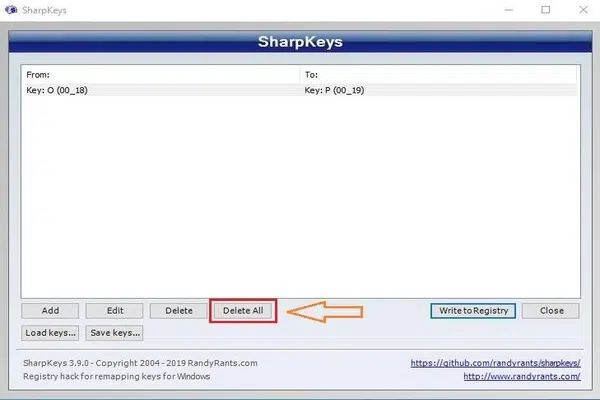 SharpKeys
SharpKeys
From: To:
Key: O (00_18) Key: P (00_19)
Add Edit Delete Delete All Write to Registry Close
Load keys... Save keys...
SharpKeys 3.9.0 - Copyright 2004 - 2019 RandyRants.com https://github.com/randyrants/sharpkeys/
Registry hack for remapping keys for Windows http://www.randyrants.com/